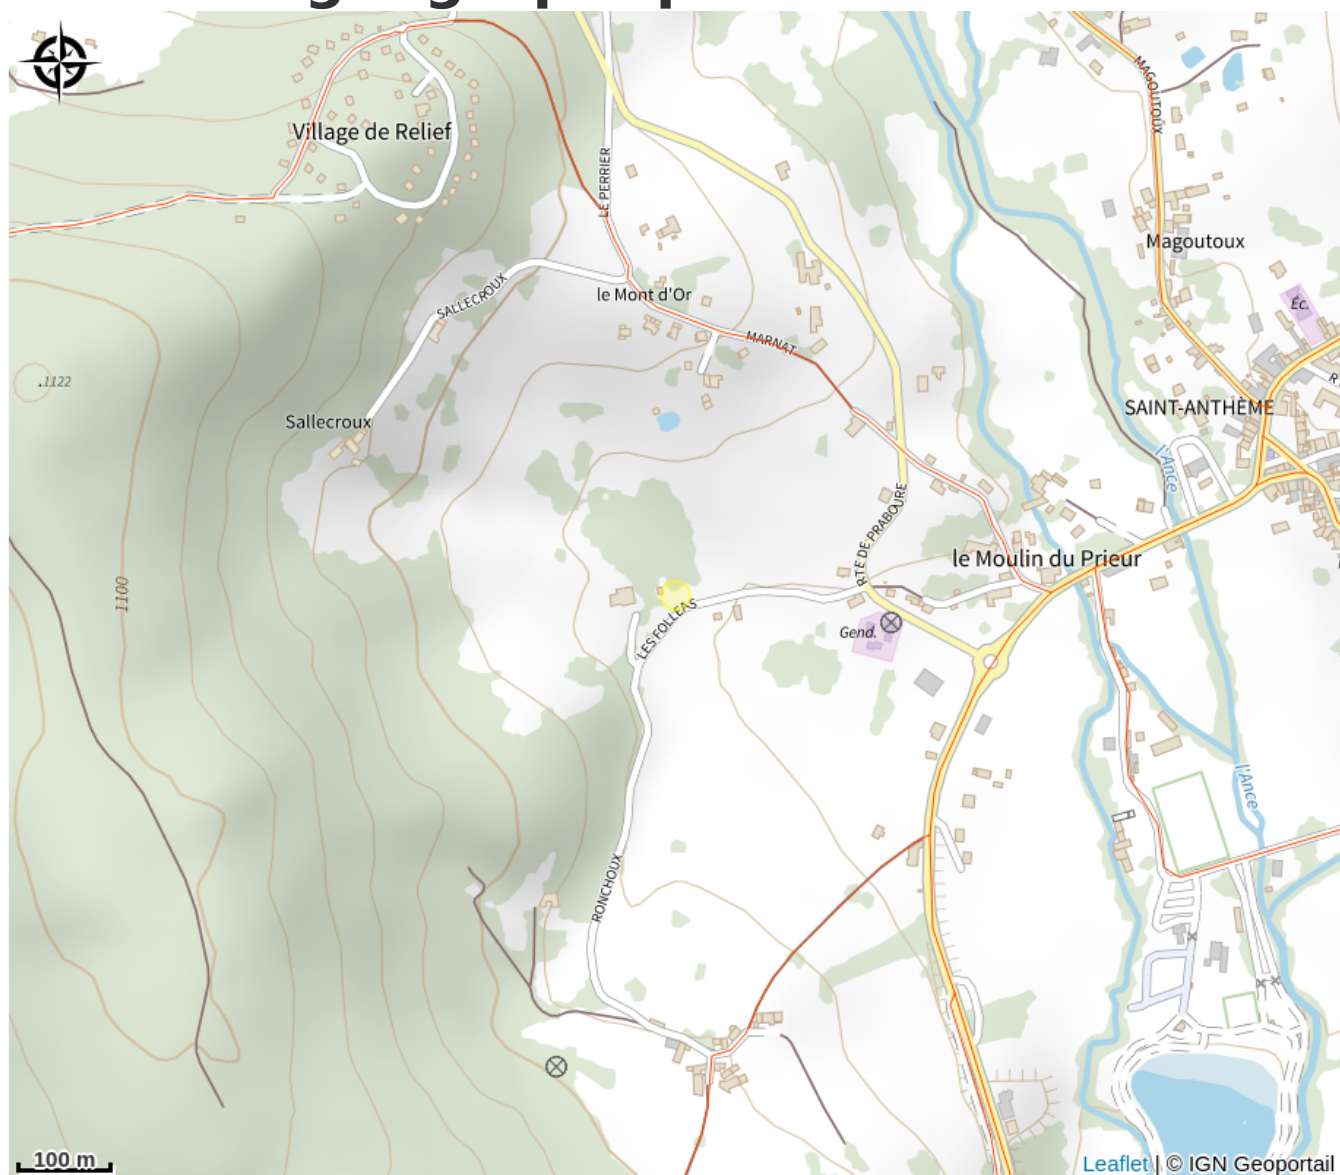 MAGOUTOUX
Village de Relief
LE PERRIER
Magoutoux
SALLECROUX
le Mont d'Or
Éc.
MARNAT
.1122
Sallecroux
SAINT-ANTHÈME
l'Ance
RTE DE PRABOURE
le Moulin du Prieur
1100
LES FOLLEAS
Gend.
l'Ance
RONCHOUX
100 m
Leaflet | © IGN Geoportail